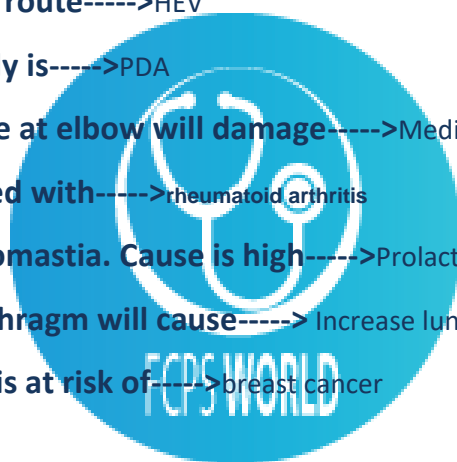 route----->HEV
y is----->PDA
e at elbow will damage----->Medi
ed with----->rheumatoid arthritis
omastia. Cause is high----->Prolact
hragm will cause-----> Increase lun
is at risk of----->breast cancer
FCPS WORLD